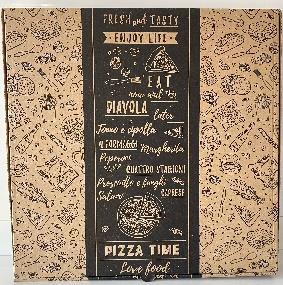 FRESH and TASTY
ENJOY LIFE
EAT
now and
DIAVOLA
later
Tonno e cipolla
4 FORMAGGI
Margherita
Peperoni
QUATTRO STAGIONI
Prosciutto e funghi
Salami
CAPRESE
PIZZA TIME
Love food